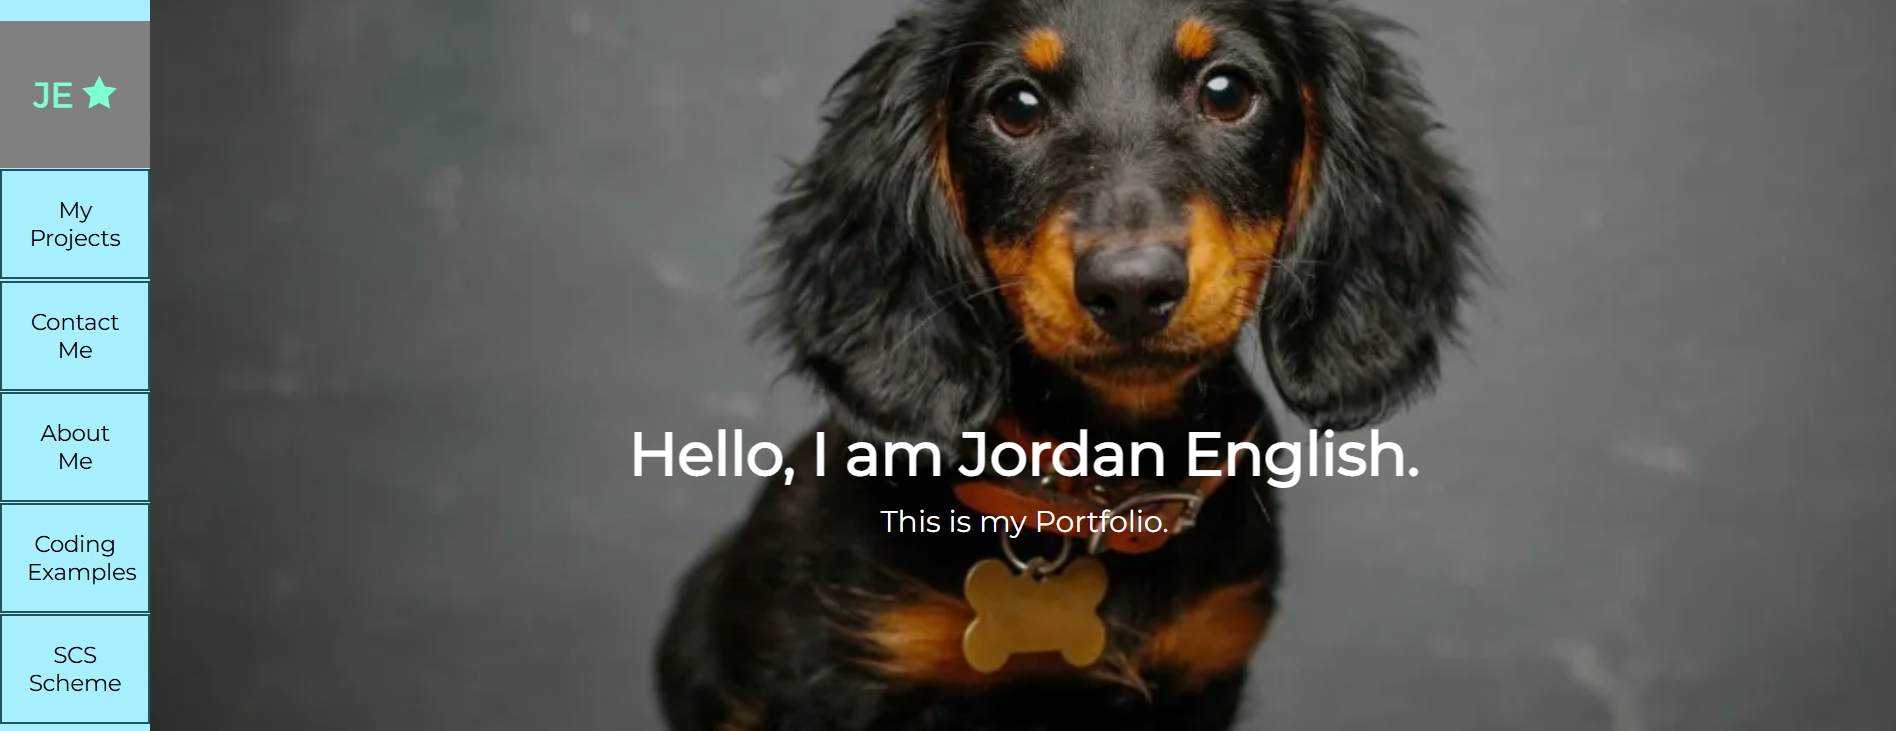 JE
My
Projects
Contact
Me
About
Me
Coding
Examples
SCS
Scheme
Hello, I am Jordan English.
This is my Portfolio.